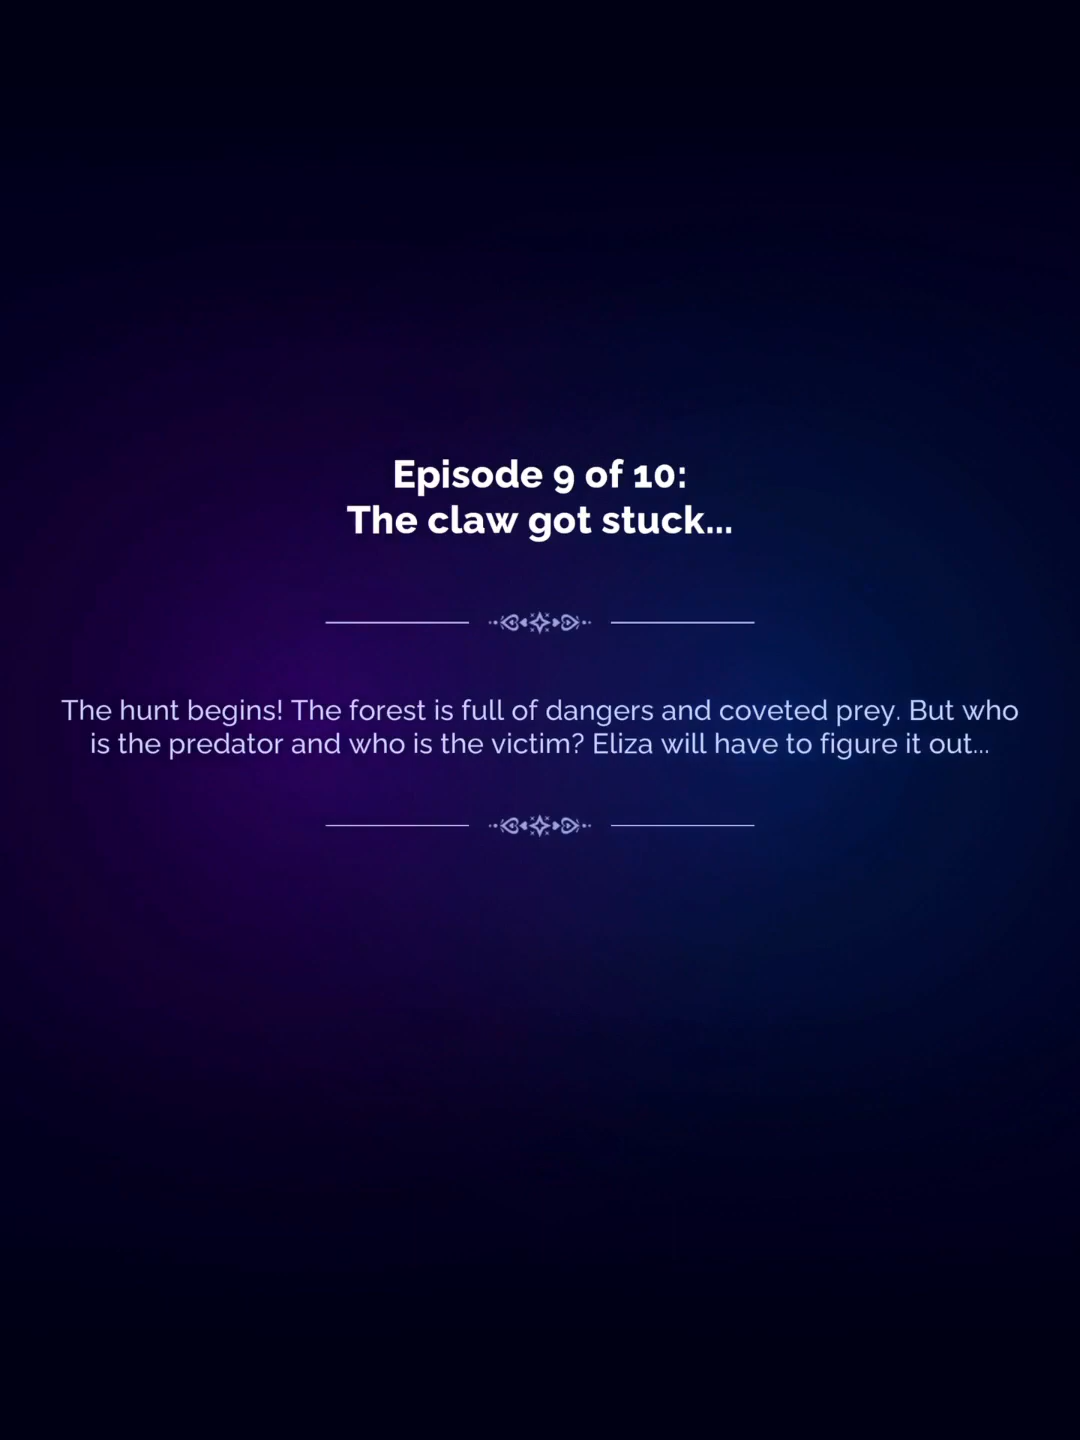 Episode 9 of 10:
The claw got stuck...
The hunt begins! The forest is full of dangers and coveted prey. But who
is the predator and who is the victim? Eliza will have to figure it out...